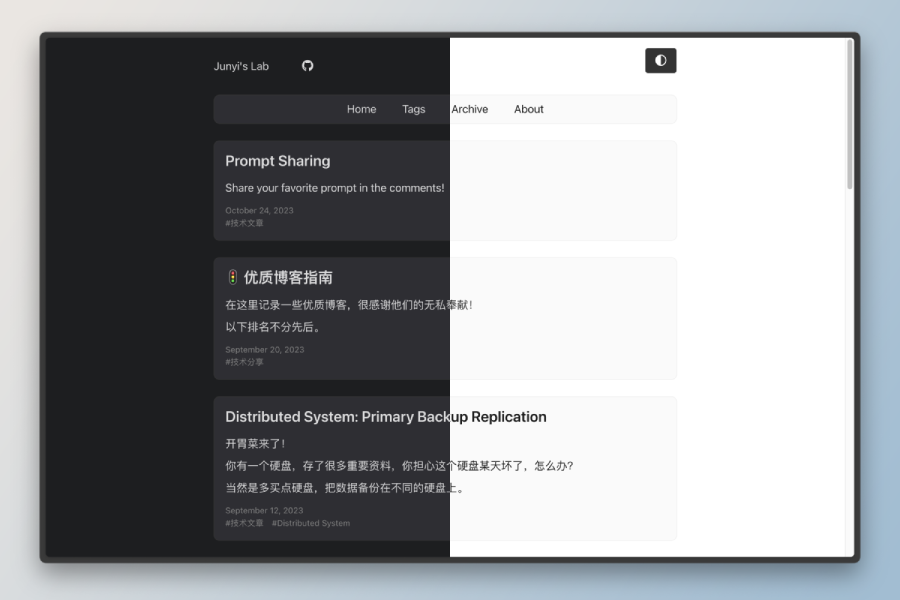 Junyi's Lab
Home Tags Archive About
Prompt Sharing
Share your favorite prompt in the comments!
October 24, 2023
#技术文章
🚦 优质博客指南
在这里记录一些优质博客，很感谢他们的无私奉献！
以下排名不分先后。
September 20, 2023
#技术分享
Distributed System: Primary Backup Replication
开胃菜来了！
你有一个硬盘，存了很多重要资料，你担心这个硬盘某天坏了，怎么办？
当然是多买点硬盘，把数据备份在不同的硬盘上。
September 12, 2023
#技术文章 #Distributed System